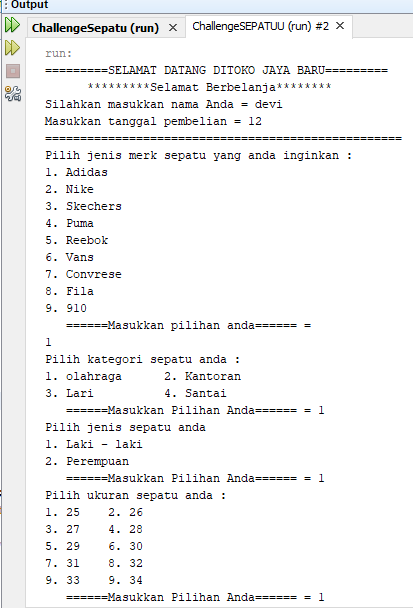 Output
ChallengeSepatu (run) × ChallengeSEPATUU (run) #2 ×
run:
=========SELAMAT DATANG DITOKO JAYA BARU=========
*********Selamat Berbelanja********
Silahkan masukkan nama Anda = devi
Masukkan tanggal pembelian = 12
===================================================
Pilih jenis merk sepatu yang anda inginkan :
1. Adidas
2. Nike
3. Skechers
4. Puma
5. Reebok
6. Vans
7. Convrese
8. Fila
9. 910
======Masukkan pilihan anda====== =
1
Pilih kategori sepatu anda :
1. olahraga 2. Kantoran
3. Lari 4. Santai
======Masukkan Pilihan Anda====== = 1
Pilih jenis sepatu anda
1. Laki - laki
2. Perempuan
======Masukkan Pilihan Anda====== = 1
Pilih ukuran sepatu anda :
1. 25 2. 26
3. 27 4. 28
5. 29 6. 30
7. 31 8. 32
9. 33 9. 34
======Masukkan Pilihan Anda====== = 1